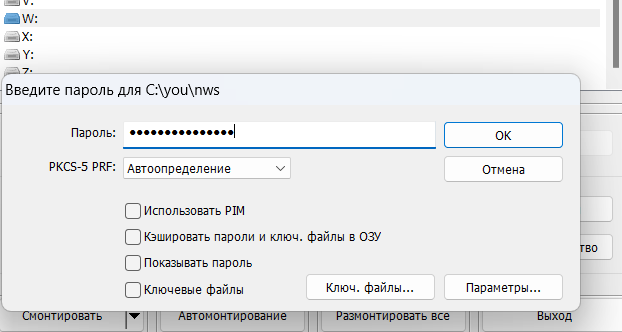 V:
W:
X:
Y:
Z:
Введите пароль для C:\you\nws
Пароль: ●●●●●●●●●●●●●●●
OK
PKCS-5 PRF: Автоопределение
Отмена
Использовать PIM
Кэшировать пароли и ключ. файлы в ОЗУ
Показывать пароль
Ключевые файлы
Ключ. файлы...
Параметры...
тво
Смонтировать
Автомонтирование
Размонтировать все
Выход